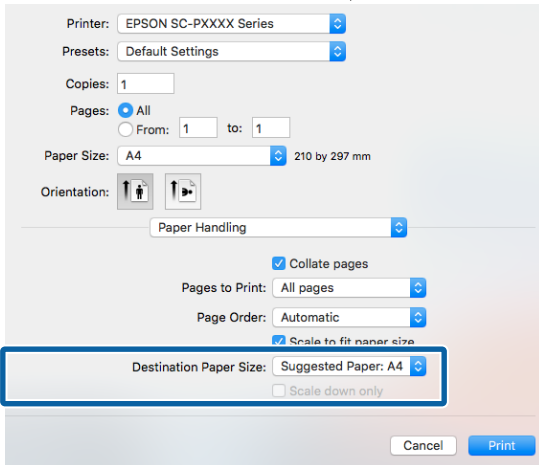 Printer: EPSON SC-PXXXX Series
Presets: Default Settings
Copies: 1
Pages: All
From: 1 to: 1
Paper Size: A4 210 by 297 mm
Orientation:
Paper Handling
Collate pages
Pages to Print: All pages
Page Order: Automatic
Scale to fit paper size
Destination Paper Size: Suggested Paper: A4
Scale down only
Cancel Print